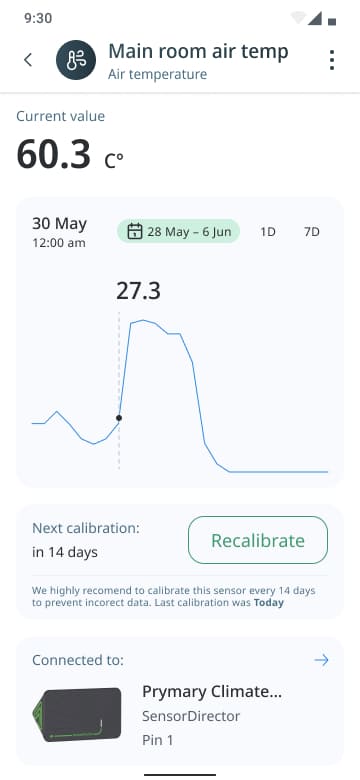 9:30
Main room air temp
Air temperature
Current value
60.3 C°
30 May
12:00 am
28 May – 6 Jun
1D
7D
27.3
Next calibration:
in 14 days
Recalibrate
We highly recomend to calibrate this sensor every 14 days
to prevent incorect data. Last calibration was Today
Connected to:
Prymary Climate...
SensorDirector
Pin 1